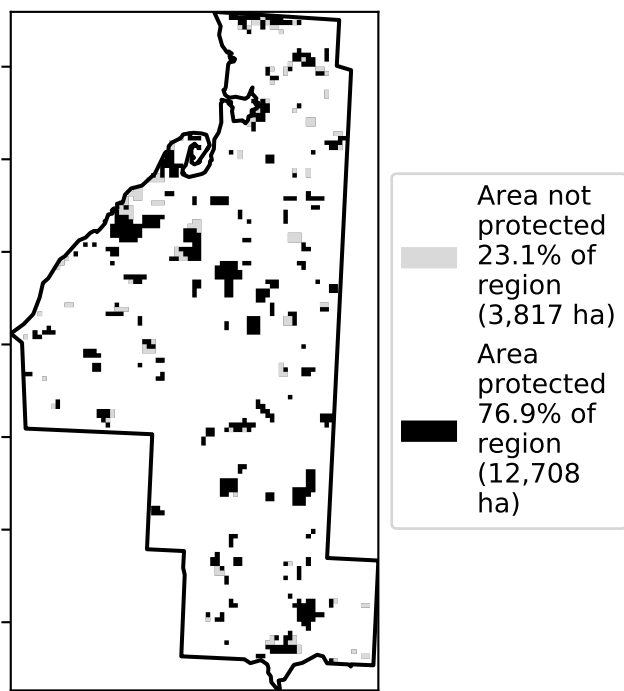 Area not
protected
23.1% of
region
(3,817 ha)
Area
protected
76.9% of
region
(12,708
ha)